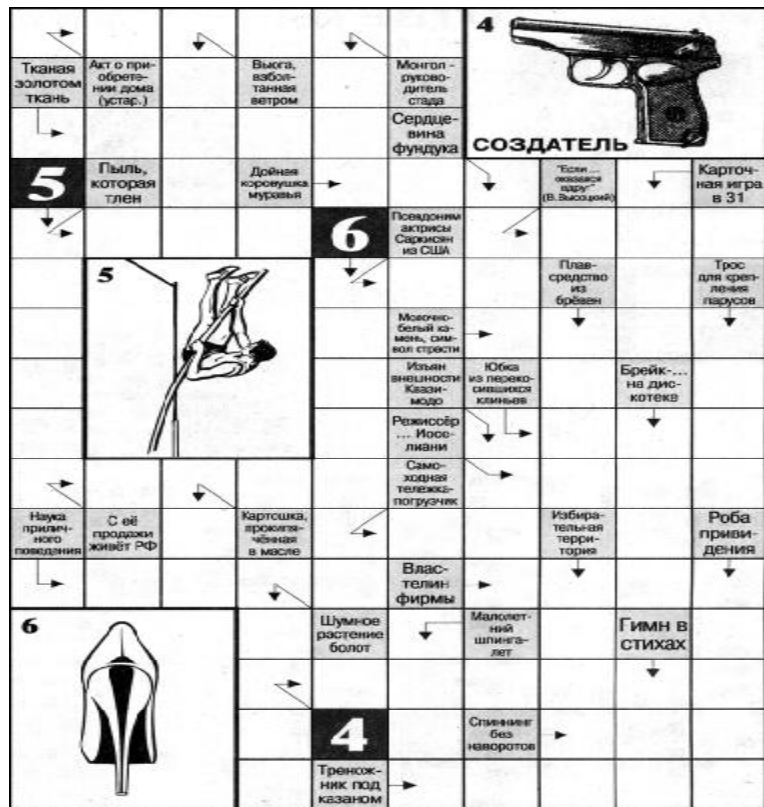 4
Тканая
золотом
ткань
Акт о при-
обрете-
нии дома
(устар.)
Вьюга,
взбол-
танная
ветром
Монгол -
руково-
дитель
стада
Сердце-
вина
фундука
СОЗДАТЕЛЬ
5
Пыль,
которая
тлен
Дойная
коровушка
муравья
"Если ...
оказался
вдруг"
(В.Высоцкий)
Карточ-
ная игра
в 31
6
Псевдоним
актрисы
Саркисян
из США
5
Плав-
средство
из
брёвен
Трос
для креп-
ления
парусов
Молочно-
белый ка-
мень, сим-
вол страсти
Изъян
внешности
Квази-
модо
Юбка
из переко-
сившихся
клиньев
Брейк-...
на дис-
котеке
Режиссёр
... Иосе-
лиани
Само-
ходная
тележка-
погрузчик
Наука
прилич-
ного
поведения
С её
продажи
живёт РФ
Картошка,
прокипя-
чённая
в масле
Избира-
тельная
терри-
тория
Роба
приви-
дения
Влас-
телин
фирмы
6
Шумное
растение
болот
Малолет-
ний
шпинга-
лет
Гимн в
стихах
4
Спиннинг
без
наворотов
Тренож-
ник под
казаном